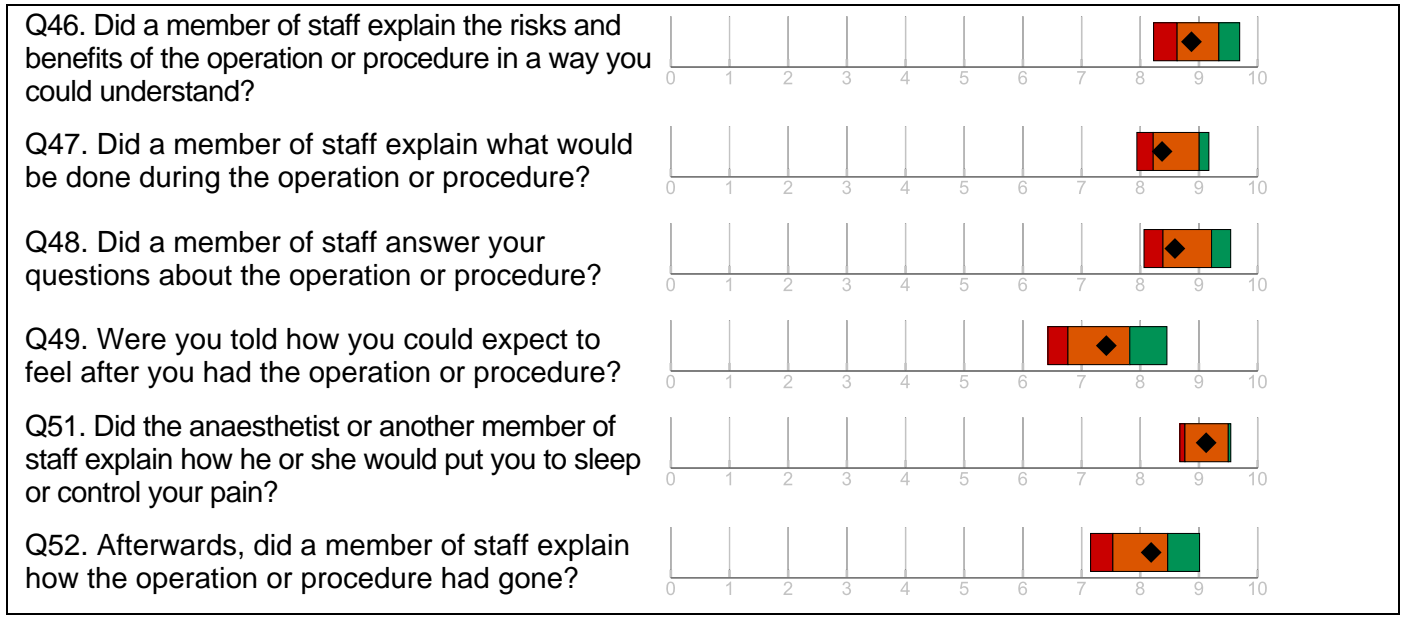 Q46. Did a member of staff explain the risks and
benefits of the operation or procedure in a way you
could understand?
0 1 2 3 4 5 6 7 8 9 10
Q47. Did a member of staff explain what would
be done during the operation or procedure?
0 1 2 3 4 5 6 7 8 9 10
Q48. Did a member of staff answer your
questions about the operation or procedure?
0 1 2 3 4 5 6 7 8 9 10
Q49. Were you told how you could expect to
feel after you had the operation or procedure?
0 1 2 3 4 5 6 7 8 9 10
Q51. Did the anaesthetist or another member of
staff explain how he or she would put you to sleep
or control your pain?
0 1 2 3 4 5 6 7 8 9 10
Q52. Afterwards, did a member of staff explain
how the operation or procedure had gone?
0 1 2 3 4 5 6 7 8 9 10